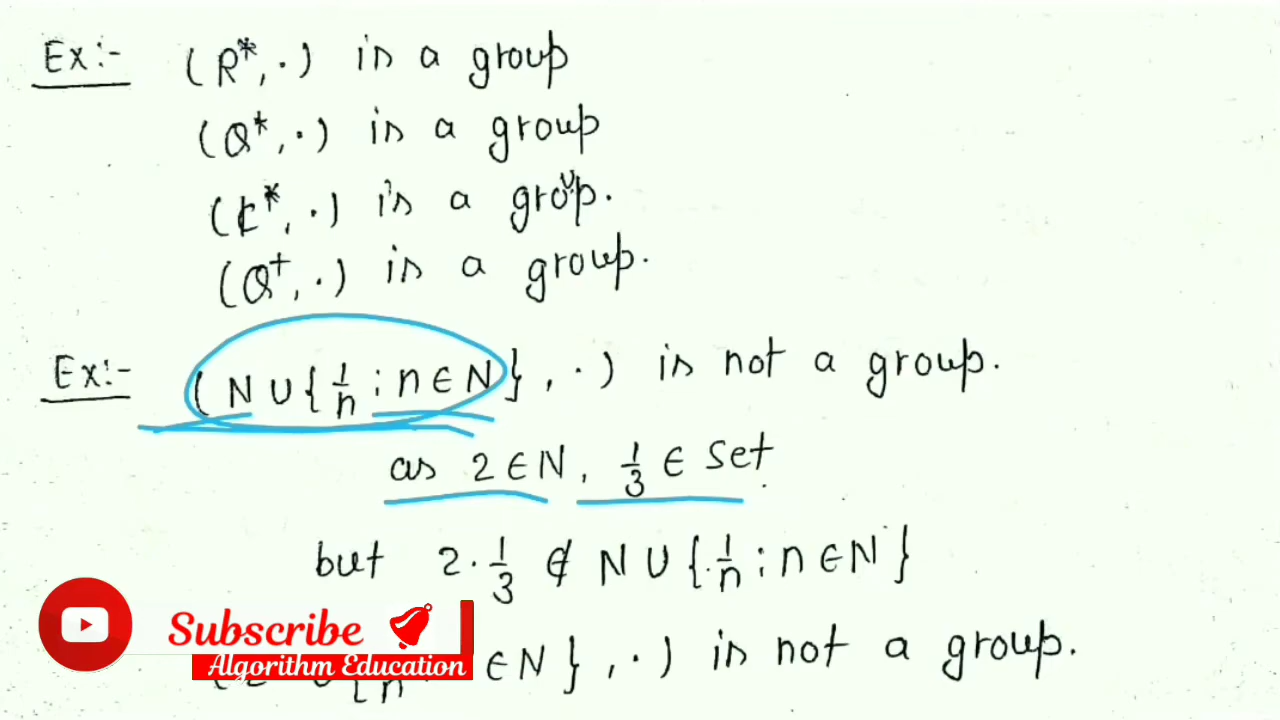 Ex:- (R*, ·) is a group
(Q*, ·) is a group
(ℂ*, ·) is a group.
(Q⁺, ·) is a group.
Ex:- (N ∪ {1/n : n ∈ N}, ·) is not a group.
as 2 ∈ N, 1/3 ∈ Set.
but 2·1/3 ∉ N ∪ {1/n : n ∈ N}
Subscribe
Algorithm Education
∈ N}, ·) is not a group.